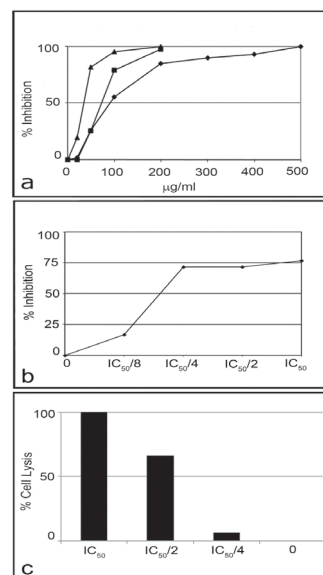 100
% Inhibition
50
0
0 100 200 300 400 500
a
μg/ml
100
75
% Inhibition
50
25
0
0 IC50/8 IC50/4 IC50/2 IC50
b
100
% Cell Lysis
50
0
IC50 IC50/2 IC50/4 0
c